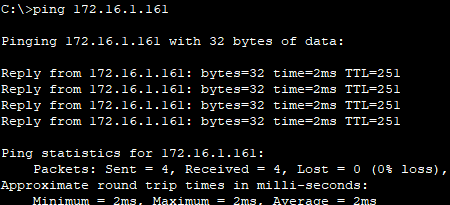 C:\>ping 172.16.1.161
Pinging 172.16.1.161 with 32 bytes of data:
Reply from 172.16.1.161: bytes=32 time=2ms TTL=251
Reply from 172.16.1.161: bytes=32 time=2ms TTL=251
Reply from 172.16.1.161: bytes=32 time=2ms TTL=251
Reply from 172.16.1.161: bytes=32 time=2ms TTL=251
Ping statistics for 172.16.1.161:
Packets: Sent = 4, Received = 4, Lost = 0 (0% loss),
Approximate round trip times in milli-seconds:
Minimum = 2ms, Maximum = 2ms, Average = 2ms